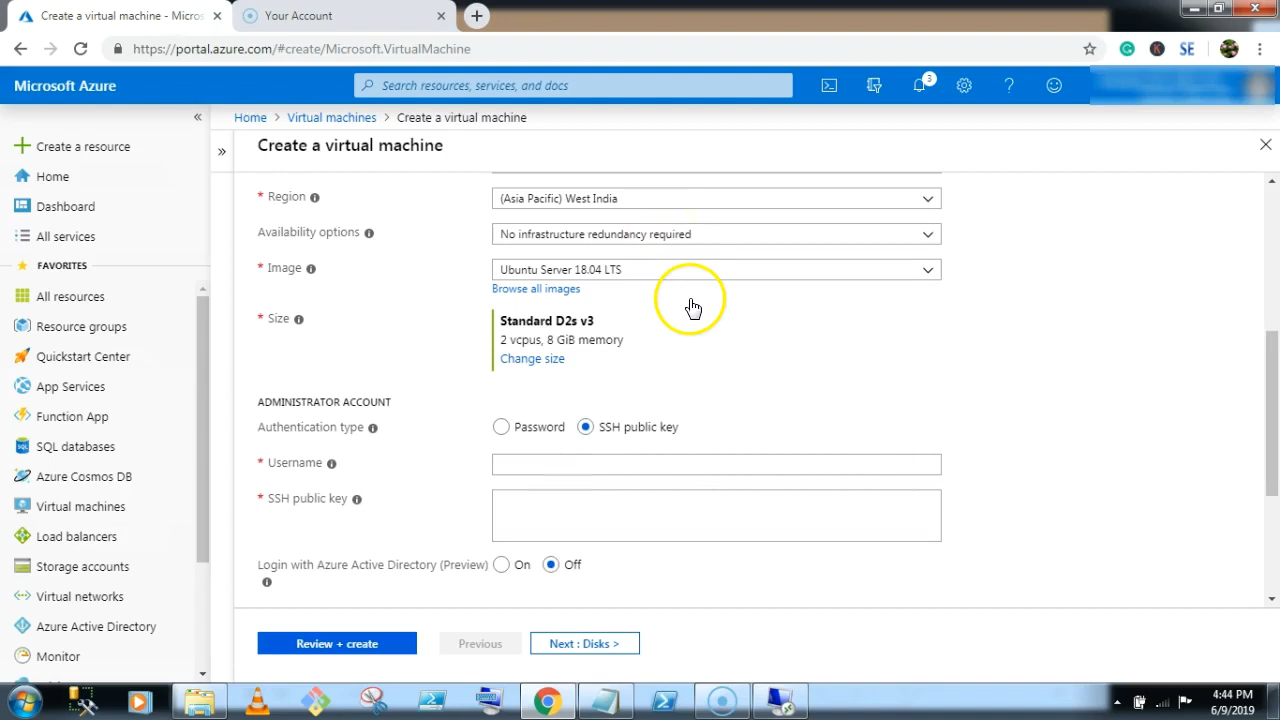 Create a virtual machine - Micros
Your Account
https://portal.azure.com/#create/Microsoft.VirtualMachine
SE
Microsoft Azure
Search resources, services, and docs
3
Home > Virtual machines > Create a virtual machine
Create a virtual machine
Create a resource
Home
Dashboard
All services
FAVORITES
All resources
Resource groups
Quickstart Center
App Services
Function App
SQL databases
Azure Cosmos DB
Virtual machines
Load balancers
Storage accounts
Virtual networks
Azure Active Directory
Monitor
* Region
(Asia Pacific) West India
Availability options
No infrastructure redundancy required
* Image
Ubuntu Server 18.04 LTS
Browse all images
* Size
Standard D2s v3
2 vcpus, 8 GiB memory
Change size
ADMINISTRATOR ACCOUNT
Authentication type
Password
SSH public key
* Username
* SSH public key
Login with Azure Active Directory (Preview)
On
Off
Review + create
Previous
Next : Disks >
4:44 PM
6/9/2019